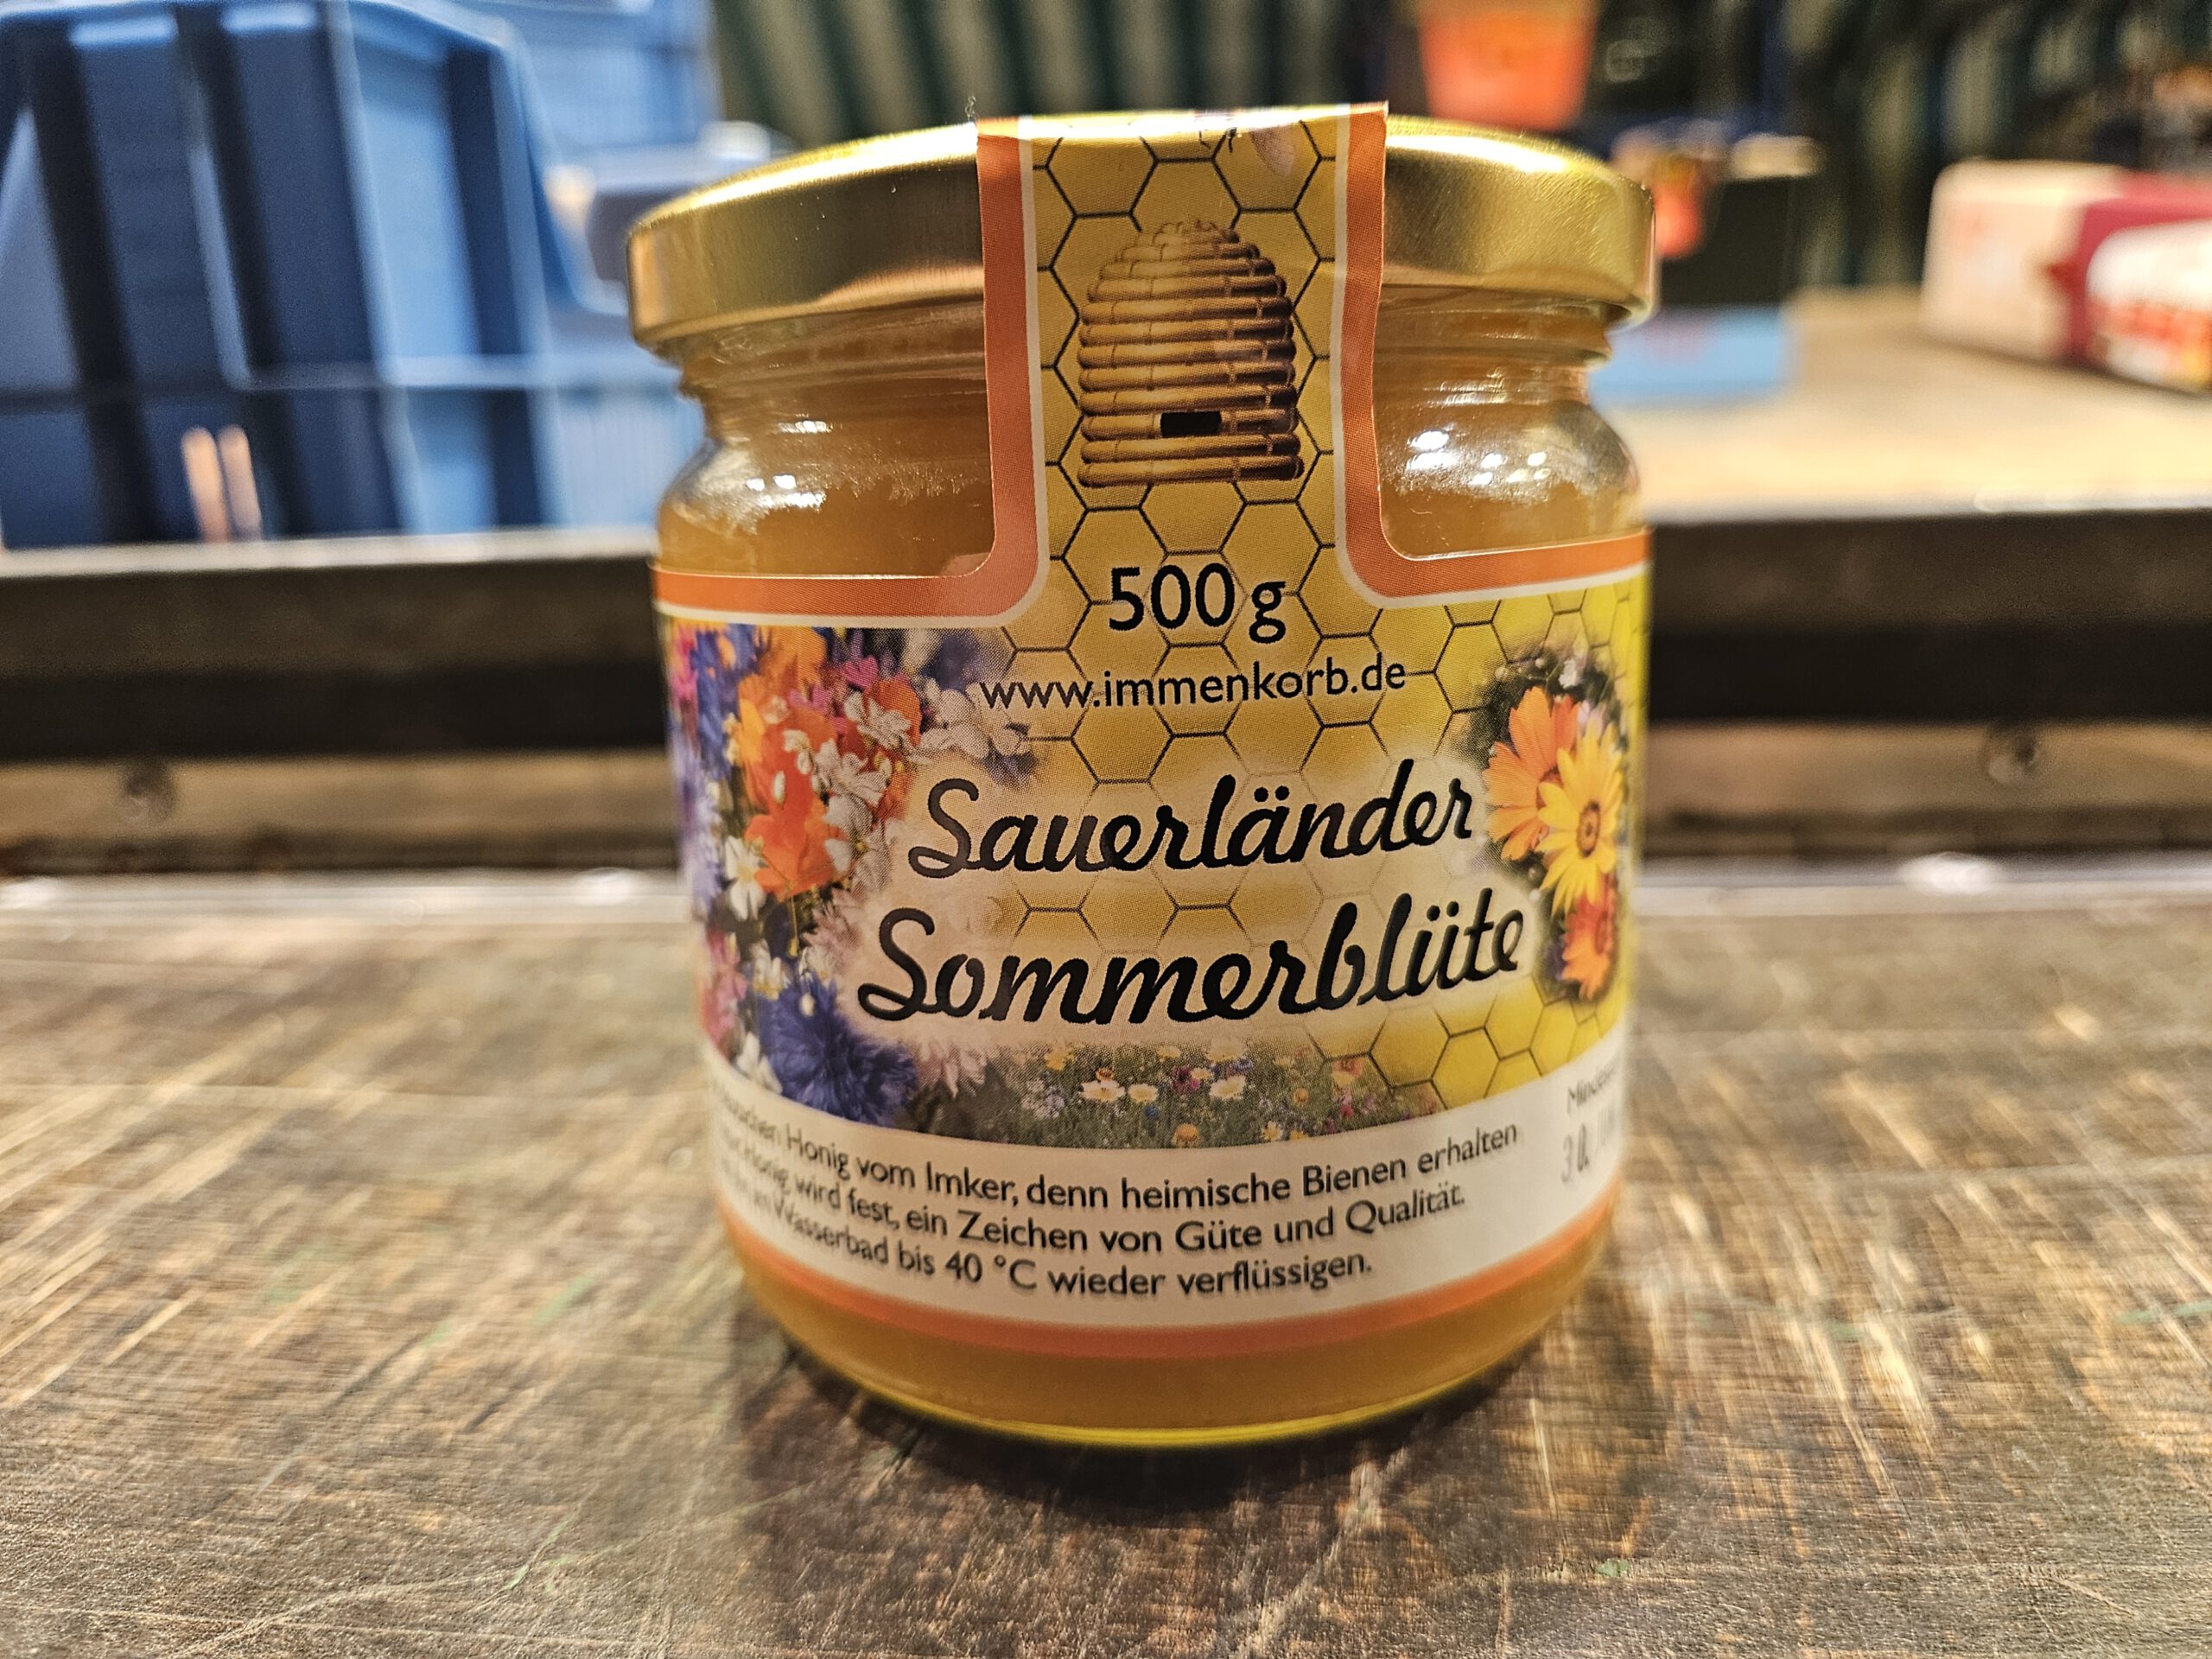 500 g
www.immenkorb.de
Sauerländer
Sommerblüte
Honig vom Imker, denn heimische Bienen erhalten
wird fest, ein Zeichen von Güte und Qualität.
Wasserbad bis 40 °C wieder verflüssigen.
30.